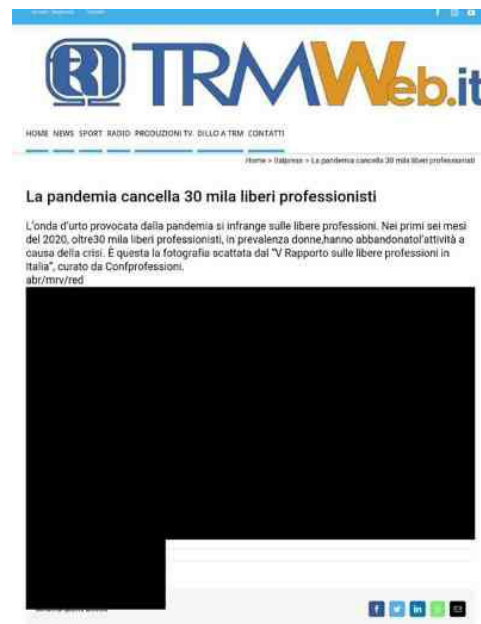 TRMWeb.it
HOME NEWS SPORT RADIO PRODUZIONI TV DILLO A TRM CONTATTI
Home > Italpress > La pandemia cancella 30 mila liberi professionisti
La pandemia cancella 30 mila liberi professionisti
L'onda d'urto provocata dalla pandemia si infrange sulle libere professioni. Nei primi sei mesi
del 2020, oltre30 mila liberi professionisti, in prevalenza donne,hanno abbandonatol'attività a
causa della crisi. È questa la fotografia scattata dal "V Rapporto sulle libere professioni in
Italia", curato da Confprofessioni.
abr/mrv/red